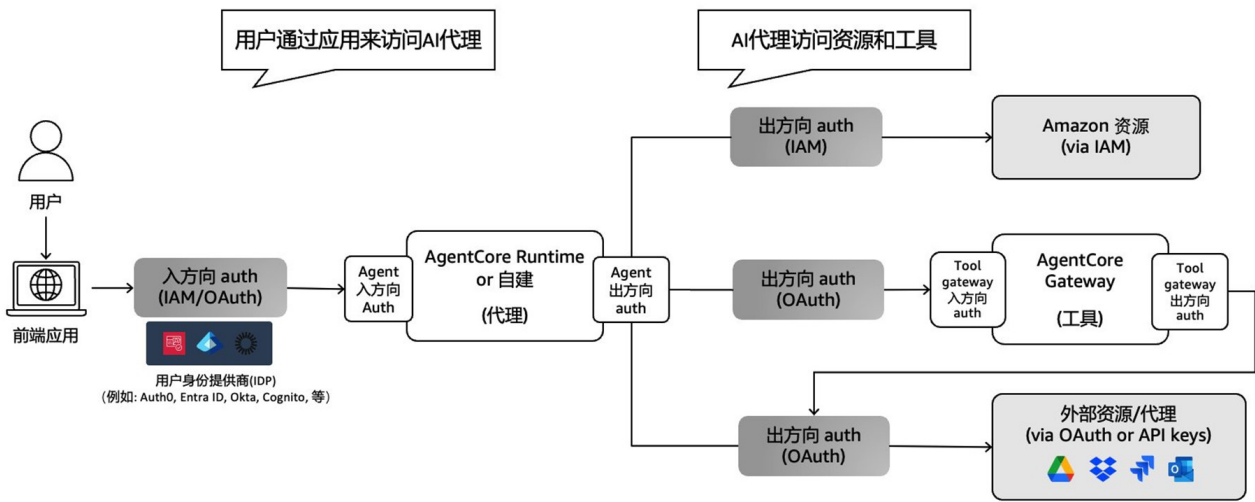 用户通过应用来访问AI代理
AI代理访问资源和工具
用户
前端应用
入方向 auth
(IAM/OAuth)
用户身份提供商(IDP)
(例如: Auth0, Entra ID, Okta, Cognito, 等)
Agent
入方向
Auth
AgentCore Runtime
or 自建
(代理)
Agent
出方向
auth
出方向 auth
(IAM)
Amazon 资源
(via IAM)
出方向 auth
(OAuth)
Tool
gateway
入方向
auth
AgentCore
Gateway
(工具)
Tool
gateway
出方向
auth
出方向 auth
(OAuth)
外部资源/代理
(via OAuth or API keys)